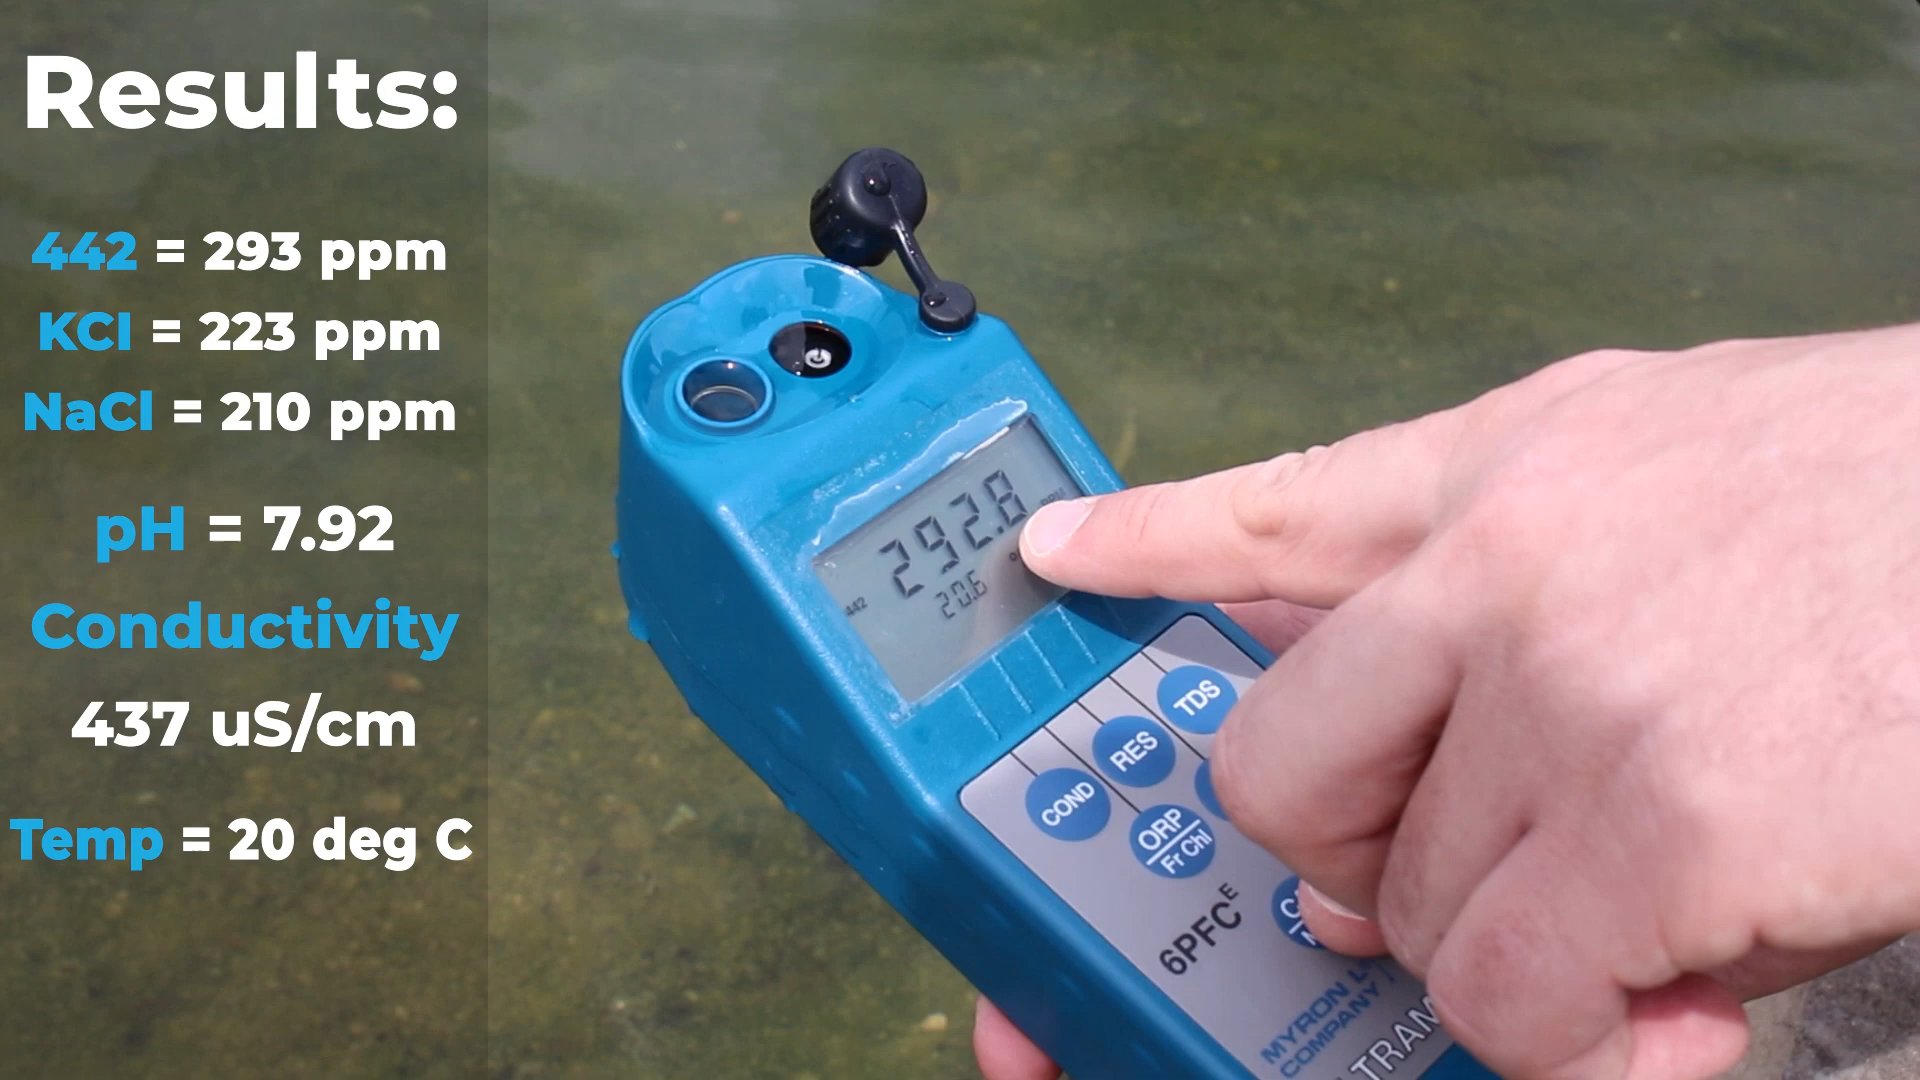 Results:
442 = 293 ppm
KCl = 223 ppm
NaCl = 210 ppm
pH = 7.92
Conductivity
437 uS/cm
Temp = 20 deg C
292.8
442
20.6
COND
RES
TDS
ORP
Fr Chl
6PFCᴱ
MYRON L
COMPANY